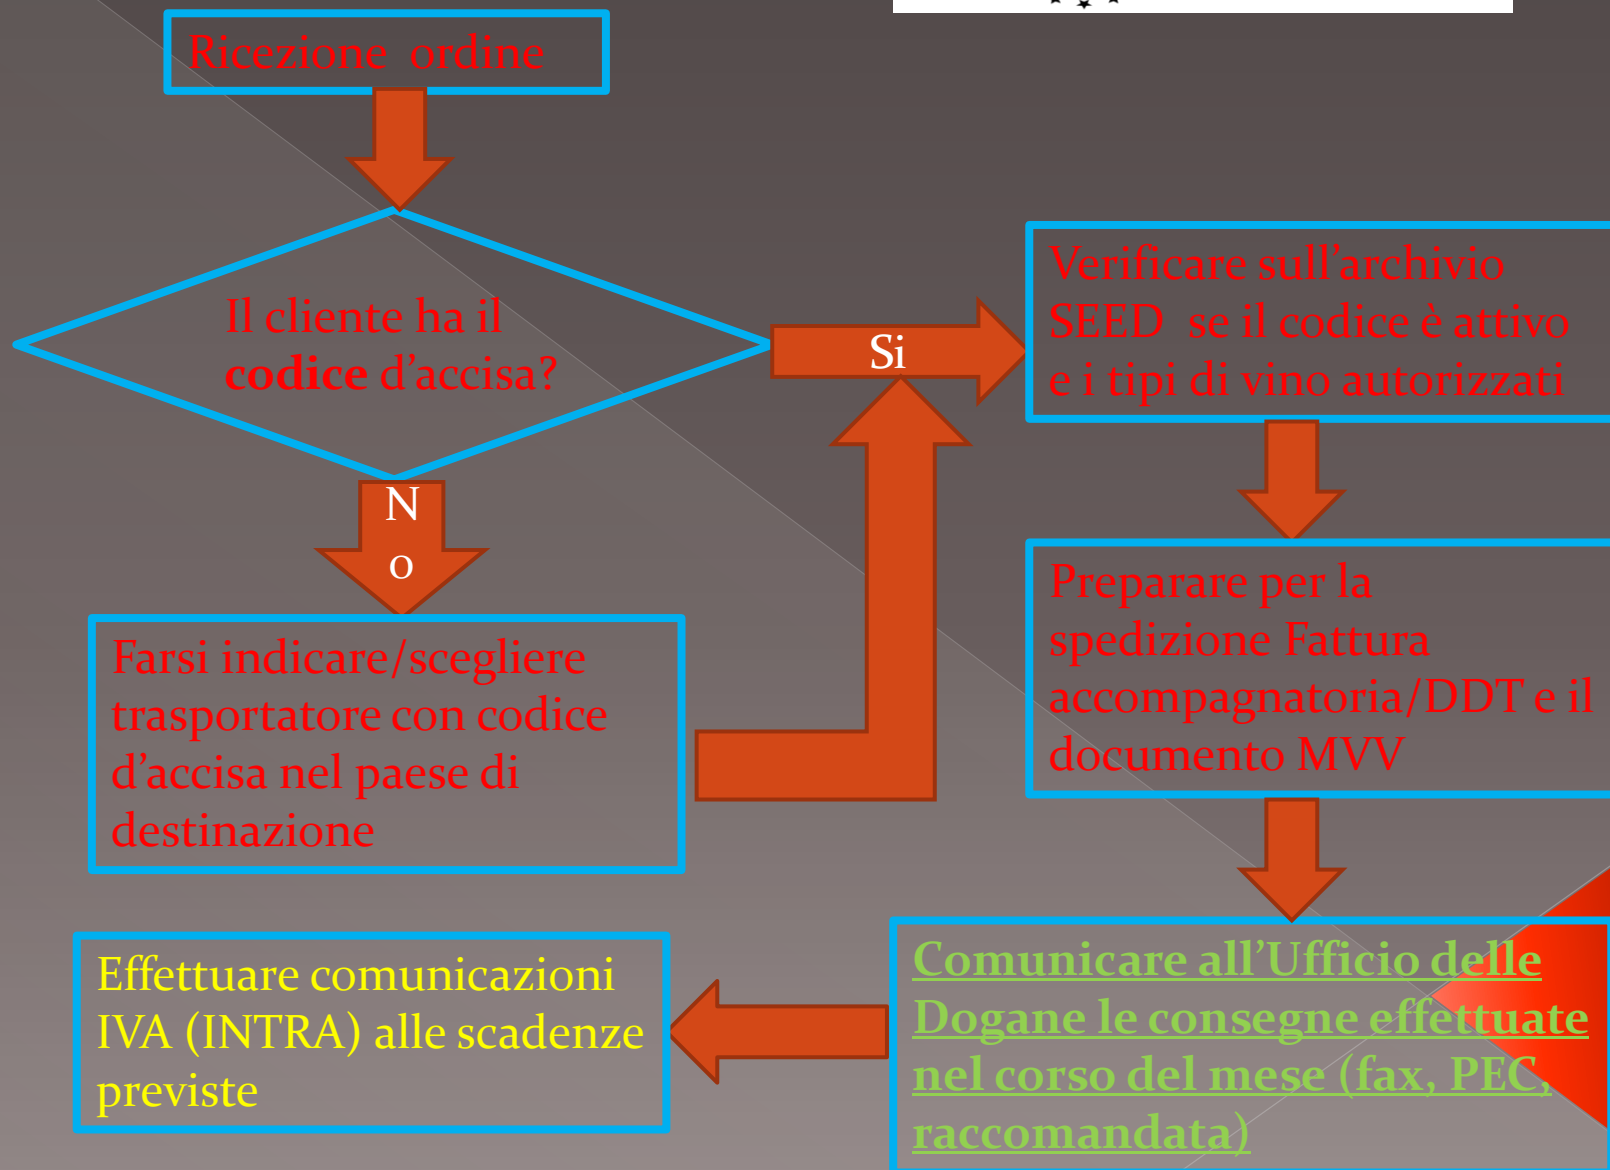 Ricezione ordine
Il cliente ha il
codice d'accisa?
Si
Verificare sull'archivio
SEED se il codice è attivo
e i tipi di vino autorizzati
N
o
Farsi indicare/scegliere
trasportatore con codice
d'accisa nel paese di
destinazione
Preparare per la
spedizione Fattura
accompagnatoria/DDT e il
documento MVV
Comunicare all'Ufficio delle
Dogane le consegne effettuate
nel corso del mese (fax, PEC,
raccomandata)
Effettuare comunicazioni
IVA (INTRA) alle scadenze
previste